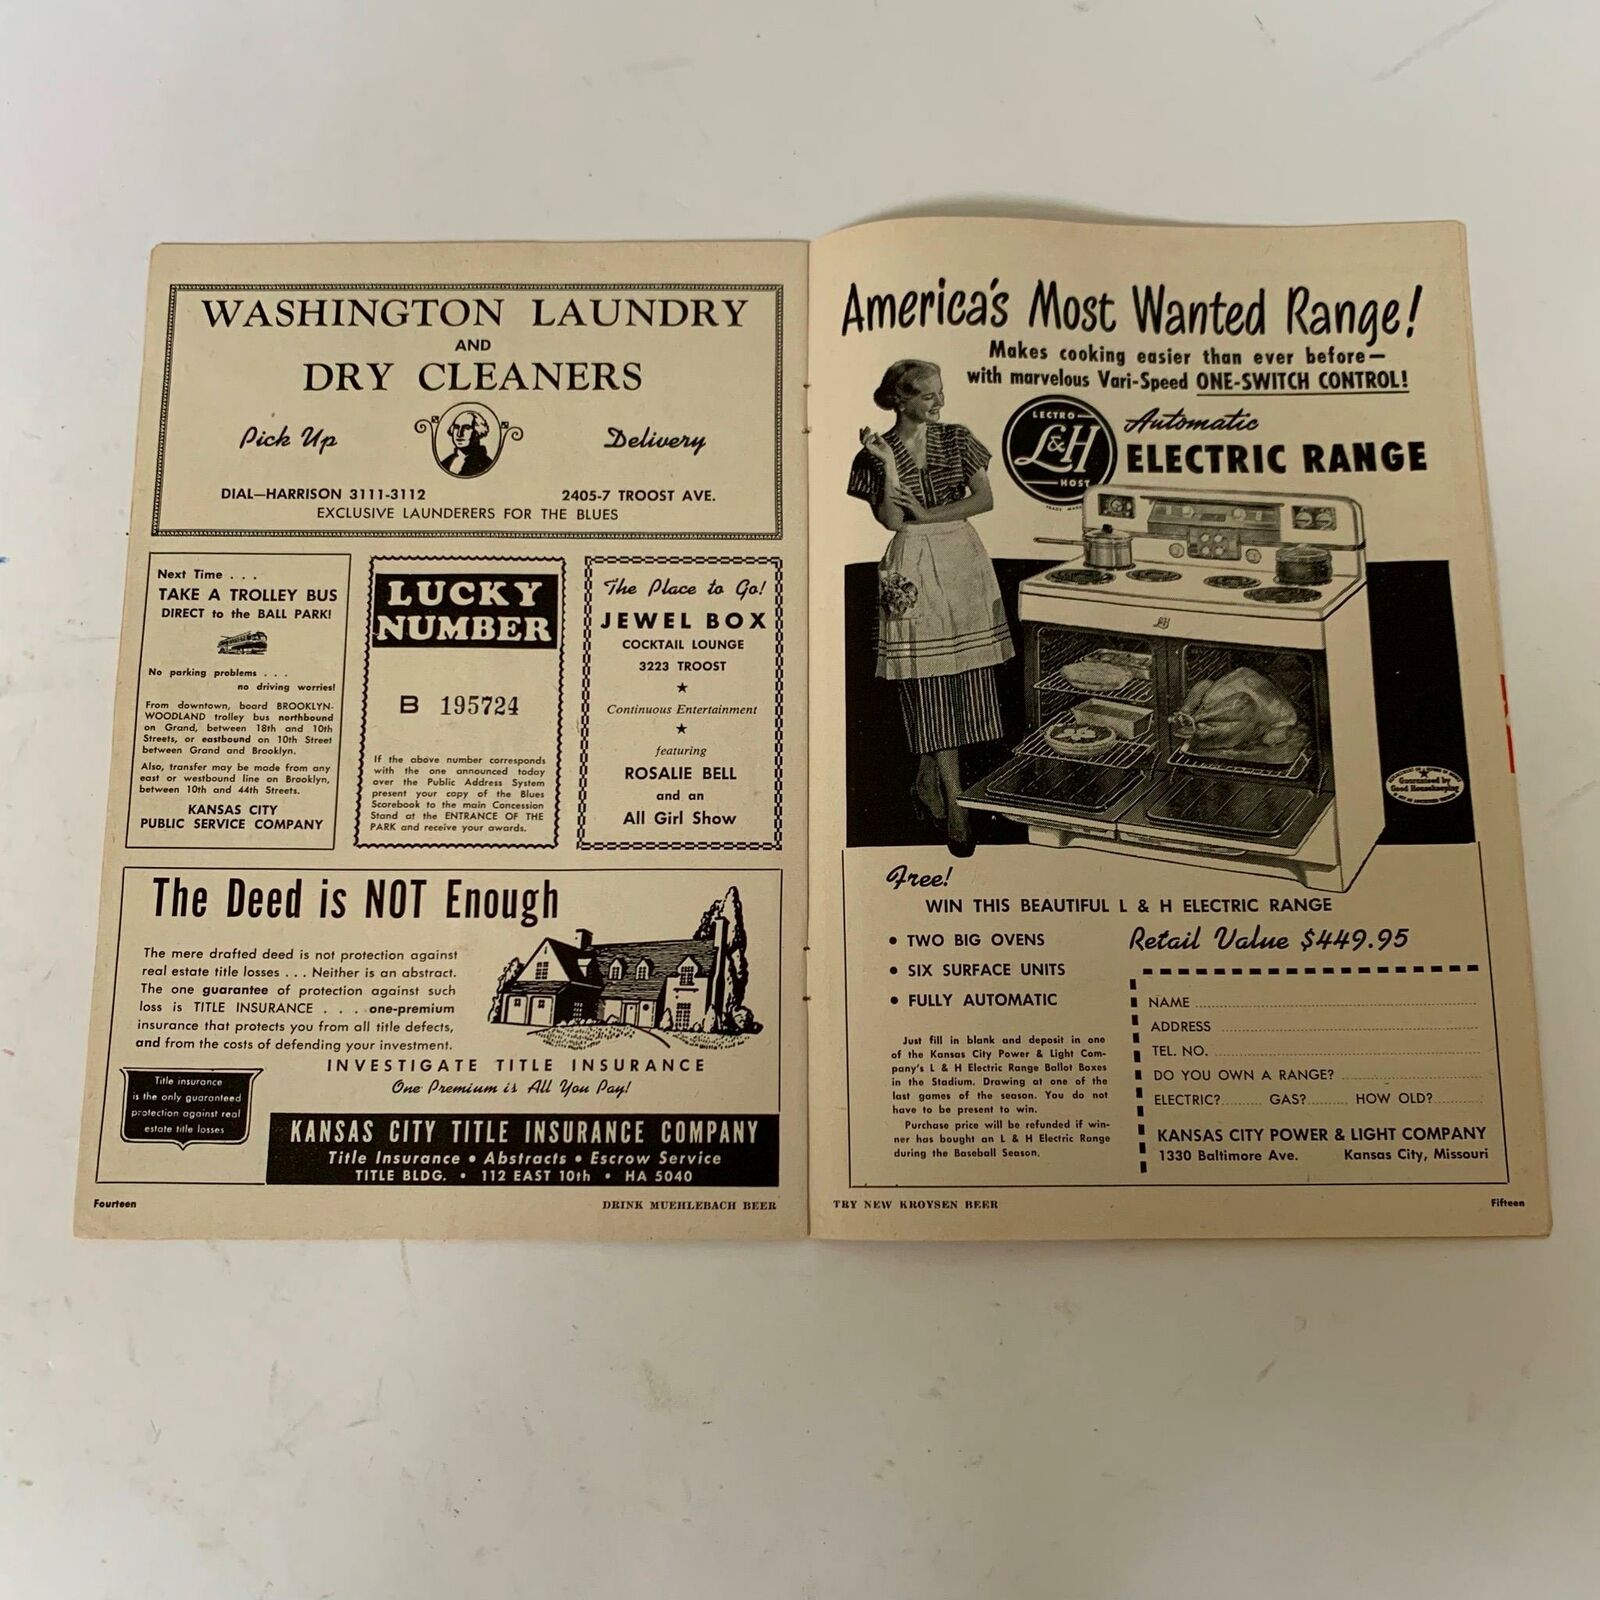 WASHINGTON LAUNDRY
AND
DRY CLEANERS
Pick Up
Delivery
DIAL—HARRISON 3111-3112
2405-7 TROOST AVE.
EXCLUSIVE LAUNDERERS FOR THE BLUES
Next Time . . .
TAKE A TROLLEY BUS
DIRECT to the BALL PARK!
No parking problems . . .
no driving worries!
From downtown, board BROOKLYN-
WOODLAND trolley bus northbound
on Grand, between 18th and 10th
Streets, or eastbound on 10th Street
between Grand and Brooklyn.
Also, transfer may be made from any
east or westbound line on Brooklyn,
between 10th and 44th Streets.
KANSAS CITY
PUBLIC SERVICE COMPANY
LUCKY
NUMBER
B 195724
If the above number corresponds
with the one announced today
over the Public Address System
present your copy of the Blues
Scorebook to the main Concession
Stand at the ENTRANCE OF THE
PARK and receive your awards.
The Place to Go!
JEWEL BOX
COCKTAIL LOUNGE
3223 TROOST
★
Continuous Entertainment
★
featuring
ROSALIE BELL
and an
All Girl Show
The Deed is NOT Enough
The mere drafted deed is not protection against
real estate title losses . . . Neither is an abstract.
The one guarantee of protection against such
loss is TITLE INSURANCE . . . . one-premium
insurance that protects you from all title defects,
and from the costs of defending your investment.
INVESTIGATE TITLE INSURANCE
One Premium is All You Pay!
Title insurance
is the only guaranteed
protection against real
estate title losses
KANSAS CITY TITLE INSURANCE COMPANY
Title Insurance • Abstracts • Escrow Service
TITLE BLDG. • 112 EAST 10th • HA 5040
Fourteen
DRINK MUEHLEBACH BEER
America's Most Wanted Range!
Makes cooking easier than ever before—
with marvelous Vari-Speed ONE-SWITCH CONTROL!
LECTRO
L&H
HOST
TRADE MARK
Automatic
ELECTRIC RANGE
L&H
Guaranteed by
Good Housekeeping
Free!
WIN THIS BEAUTIFUL L & H ELECTRIC RANGE
• TWO BIG OVENS
• SIX SURFACE UNITS
• FULLY AUTOMATIC
Retail Value $449.95
Just fill in blank and deposit in one
of the Kansas City Power & Light Com-
pany's L & H Electric Range Ballot Boxes
in the Stadium. Drawing at one of the
last games of the season. You do not
have to be present to win.
Purchase price will be refunded if win-
ner has bought an L & H Electric Range
during the Baseball Season.
NAME
ADDRESS
TEL. NO.
DO YOU OWN A RANGE?
ELECTRIC?......... GAS?......... HOW OLD?.........
KANSAS CITY POWER & LIGHT COMPANY
1330 Baltimore Ave. Kansas City, Missouri
TRY NEW KROYSEN BEER
Fifteen